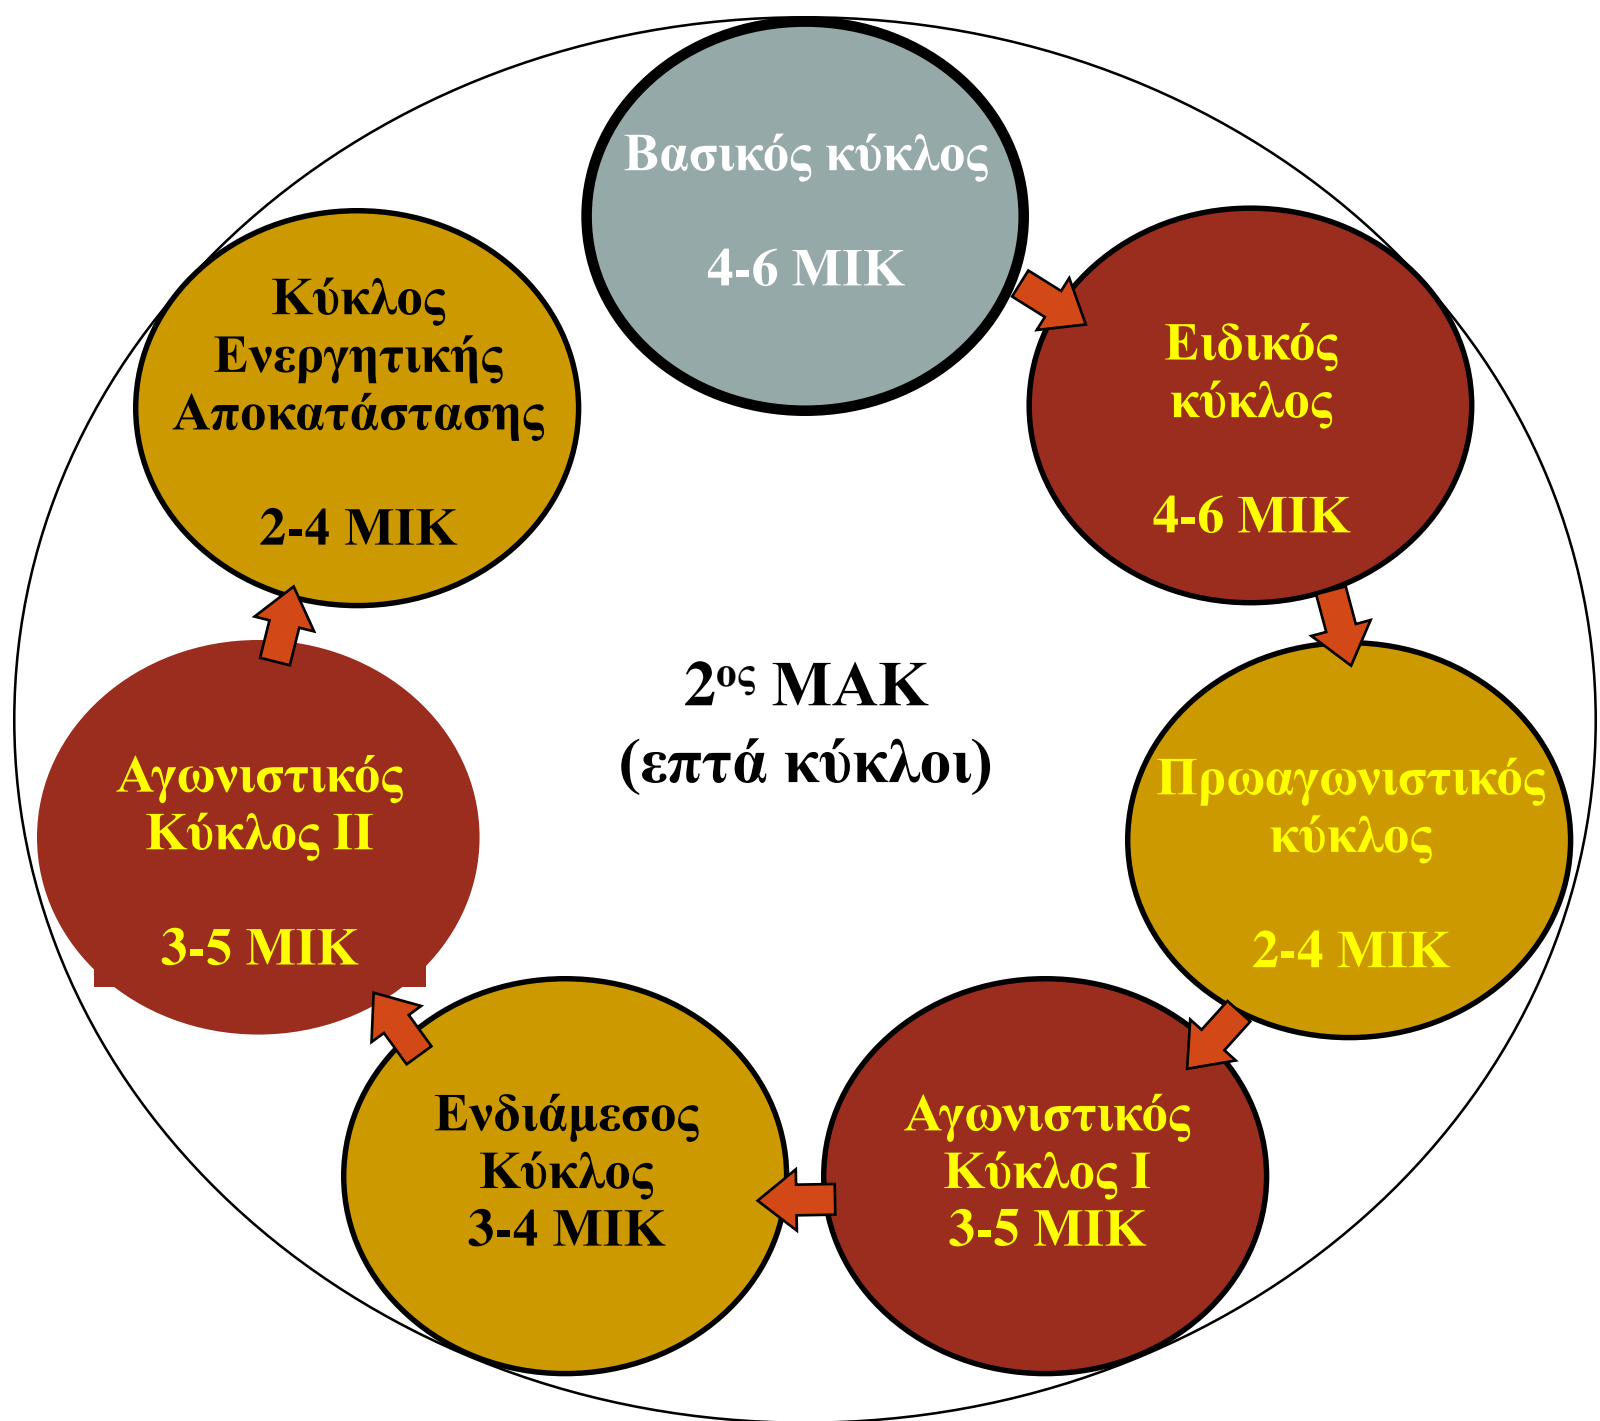 Βασικός κύκλος
4-6 ΜΙΚ
Ειδικός
κύκλος
4-6 ΜΙΚ
Πρωαγωνιστικός
κύκλος
2-4 ΜΙΚ
Αγωνιστικός
Κύκλος Ι
3-5 ΜΙΚ
Ενδιάμεσος
Κύκλος
3-4 ΜΙΚ
Αγωνιστικός
Κύκλος ΙΙ
3-5 ΜΙΚ
Κύκλος
Ενεργητικής
Αποκατάστασης
2-4 ΜΙΚ
2ος ΜΑΚ
(επτά κύκλοι)